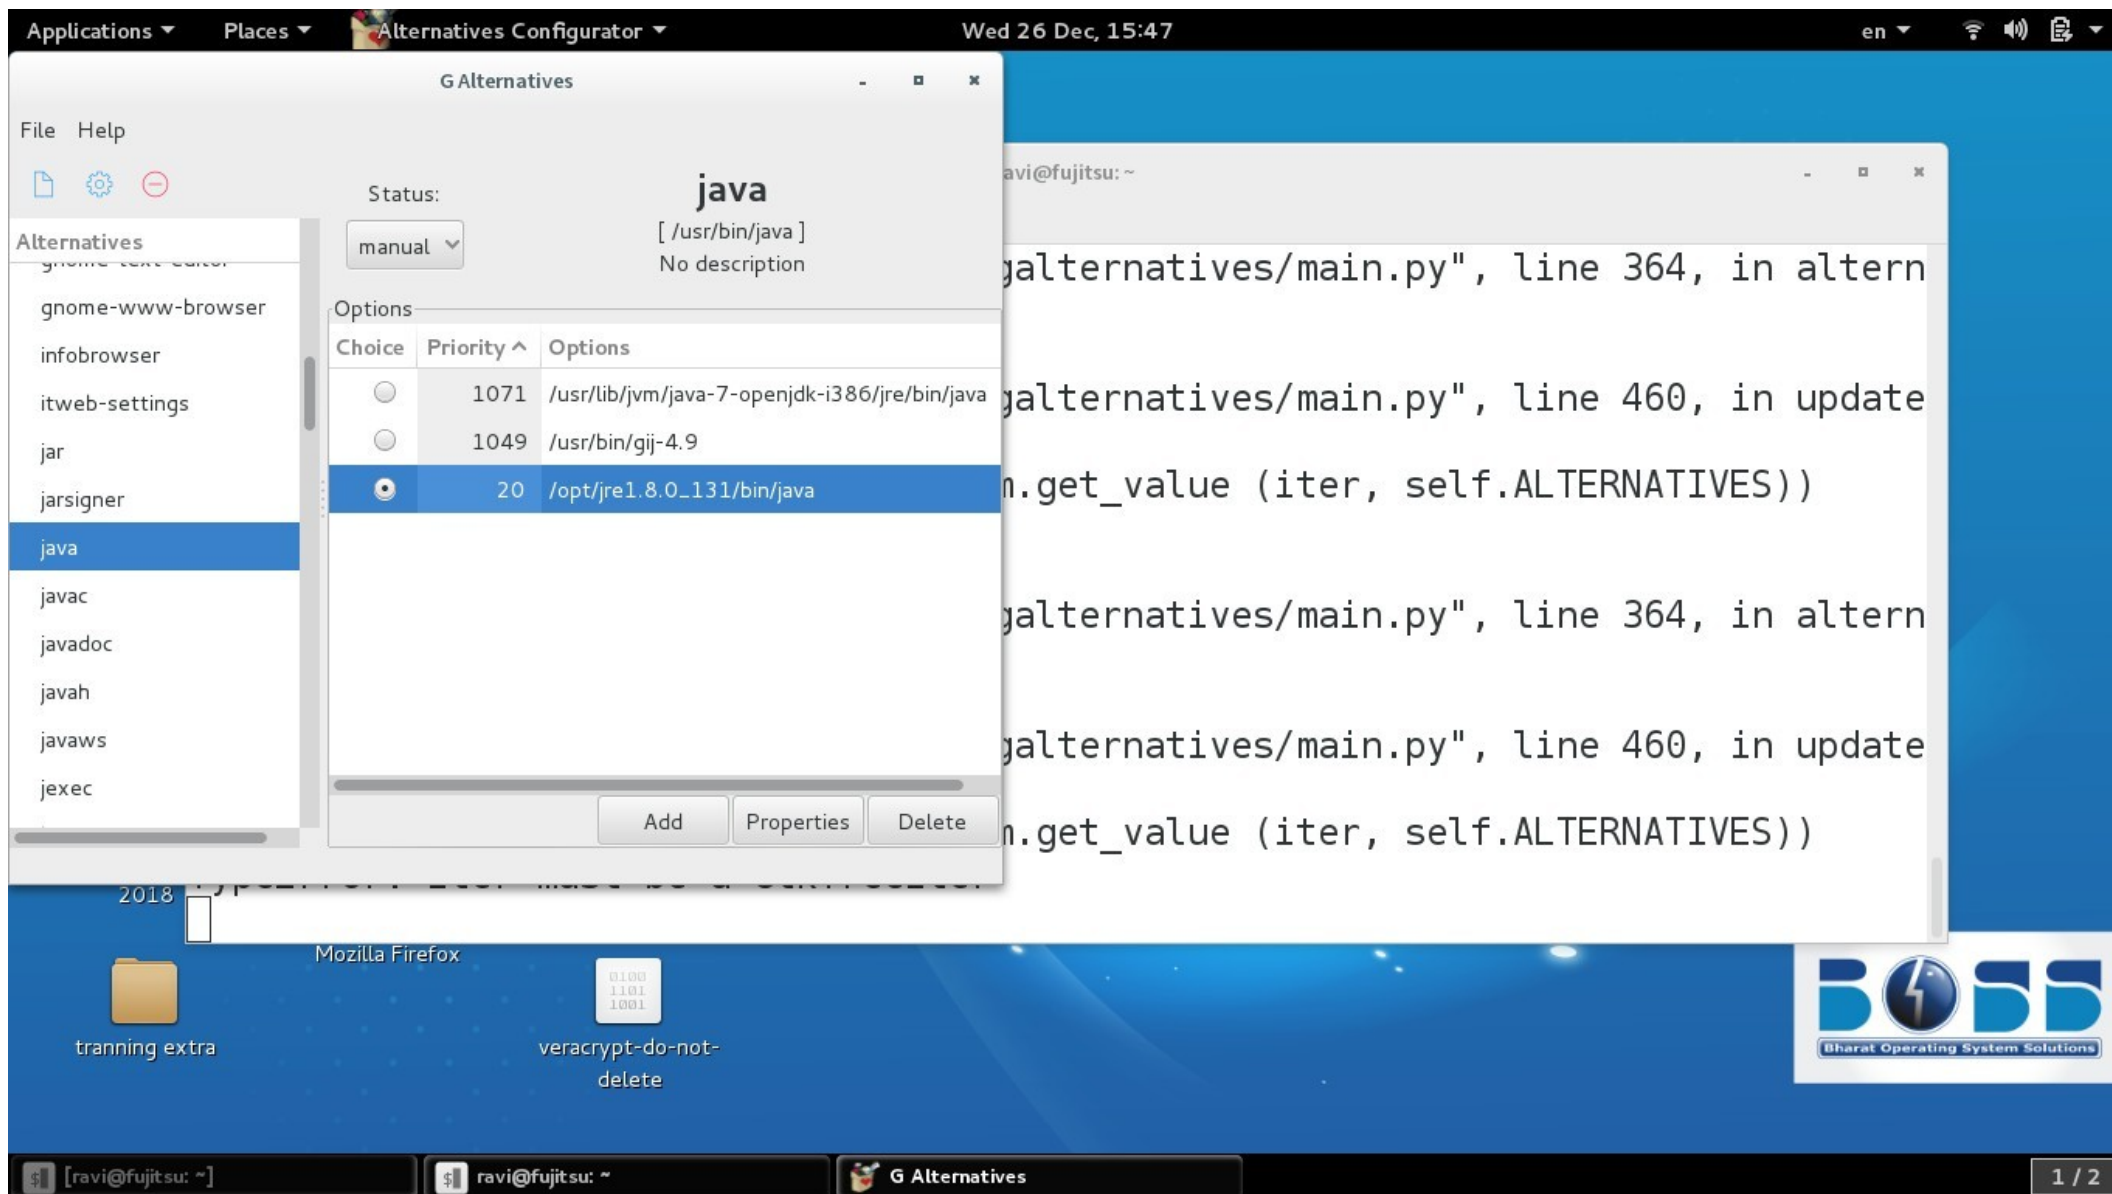 Applications Places Alternatives Configurator Wed 26 Dec, 15:47 en
G Alternatives
File Help
Status:
manual
java
[ /usr/bin/java ]
No description
Alternatives
gnome-text-editor
gnome-www-browser
infobrowser
itweb-settings
jar
jarsigner
java
javac
javadoc
javah
javaws
jexec
Options
Choice Priority Options
1071 /usr/lib/jvm/java-7-openjdk-i386/jre/bin/java
1049 /usr/bin/gij-4.9
20 /opt/jre1.8.0_131/bin/java
Add Properties Delete
avi@fujitsu: ~
galternatives/main.py", line 364, in altern
galternatives/main.py", line 460, in update
m.get_value (iter, self.ALTERNATIVES))
galternatives/main.py", line 364, in altern
galternatives/main.py", line 460, in update
m.get_value (iter, self.ALTERNATIVES))
2018
Mozilla Firefox
tranning extra
0100
1101
1001
veracrypt-do-not-
delete
BOSS
Bharat Operating System Solutions
[ravi@fujitsu: ~] ravi@fujitsu: ~ G Alternatives 1 / 2